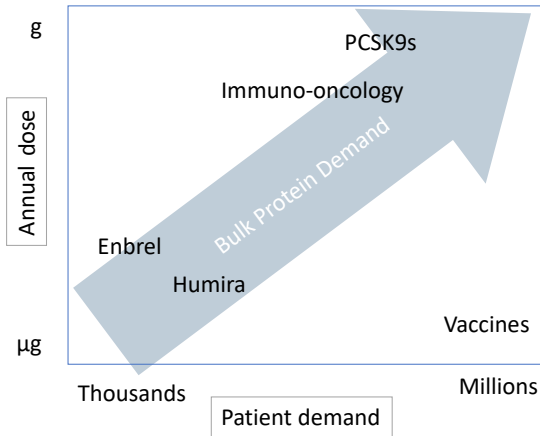 g
PCSK9s
Immuno-oncology
Annual dose
Bulk Protein Demand
Enbrel
Humira
Vaccines
μg
Thousands
Millions
Patient demand